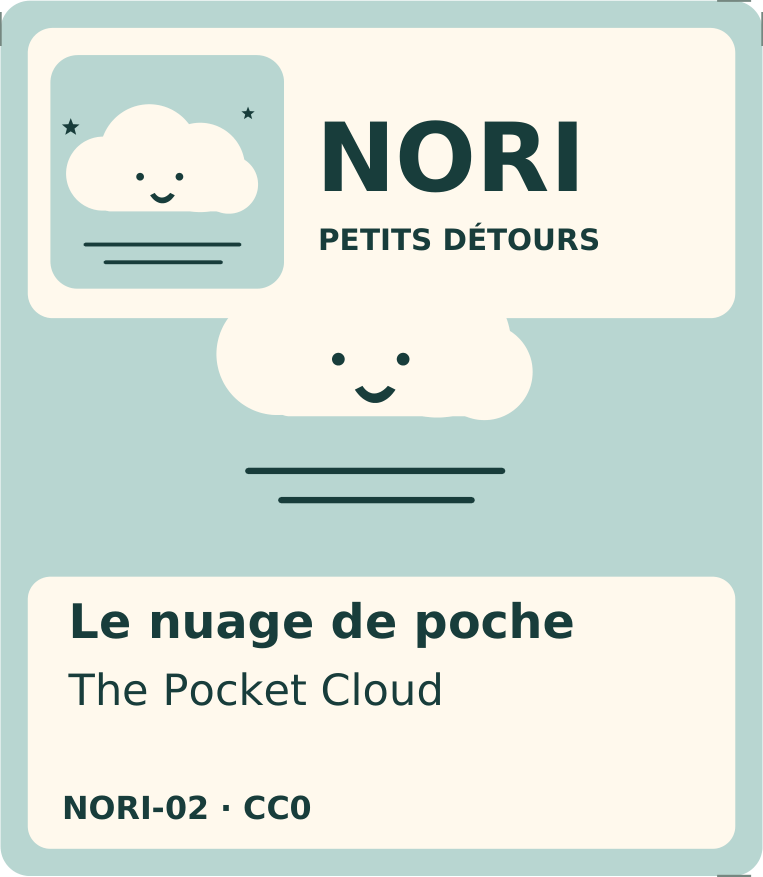 NORI
PETITS DÉTOURS
Le nuage de poche
The Pocket Cloud
NORI-02 · CC0